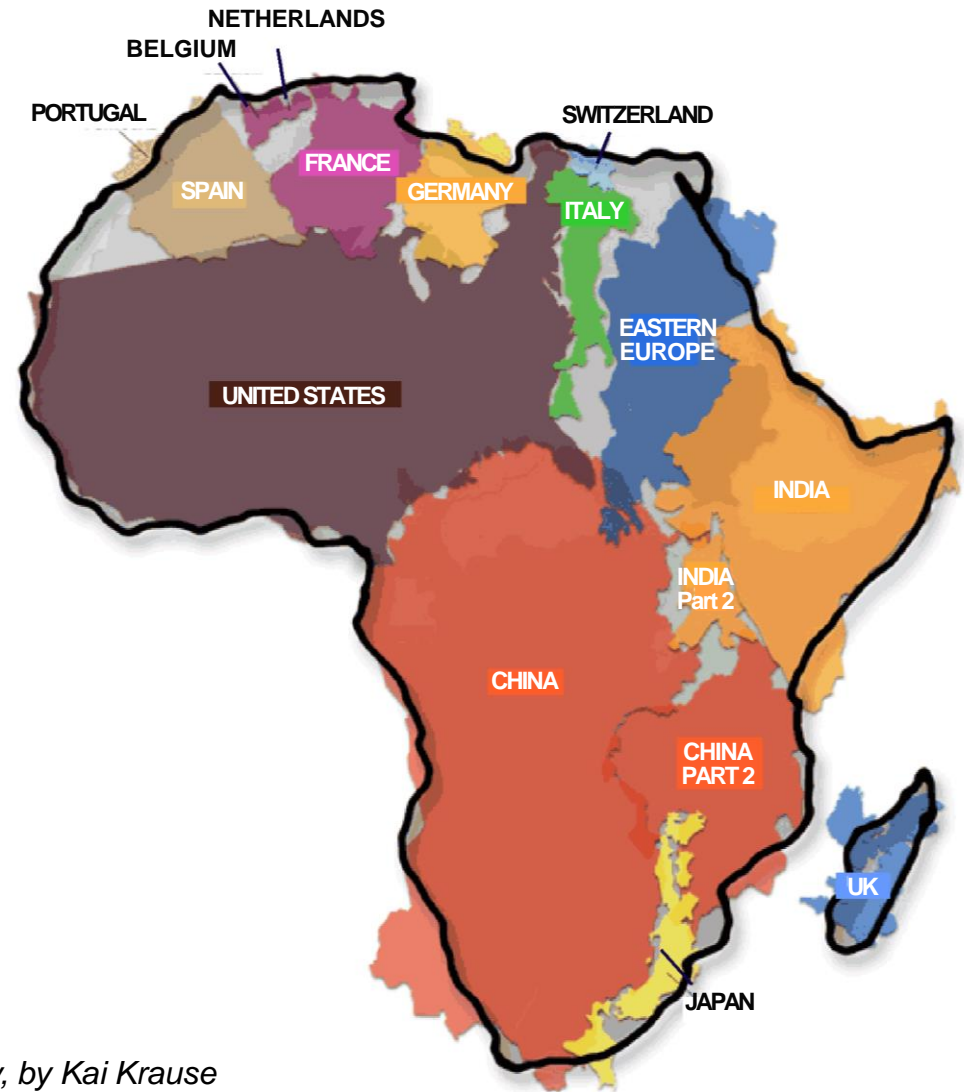 NETHERLANDS
BELGIUM
PORTUGAL
SWITZERLAND
FRANCE
SPAIN
GERMANY
ITALY
EASTERN
EUROPE
UNITED STATES
INDIA
INDIA
Part 2
CHINA
CHINA
PART 2
UK
JAPAN
by Kai Krause